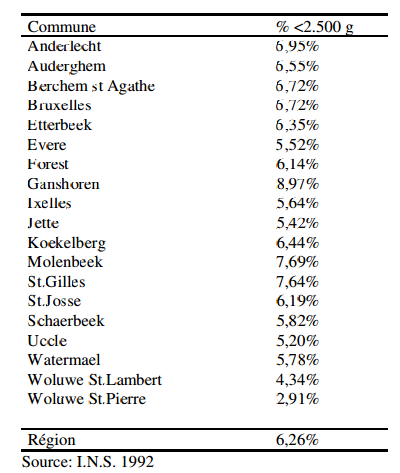 Commune % <2.500 g
Anderlecht 6,95%
Auderghem 6,55%
Berchem st Agathe 6,72%
Bruxelles 6,72%
Etterbeek 6,35%
Evere 5,52%
Forest 6,14%
Ganshoren 8,97%
Ixelles 5,64%
Jette 5,42%
Koekelberg 6,44%
Molenbeek 7,69%
St.Gilles 7,64%
St.Josse 6,19%
Schaerbeek 5,82%
Uccle 5,20%
Watermael 5,78%
Woluwe St.Lambert 4,34%
Woluwe St.Pierre 2,91%
Région 6,26%
Source: I.N.S. 1992